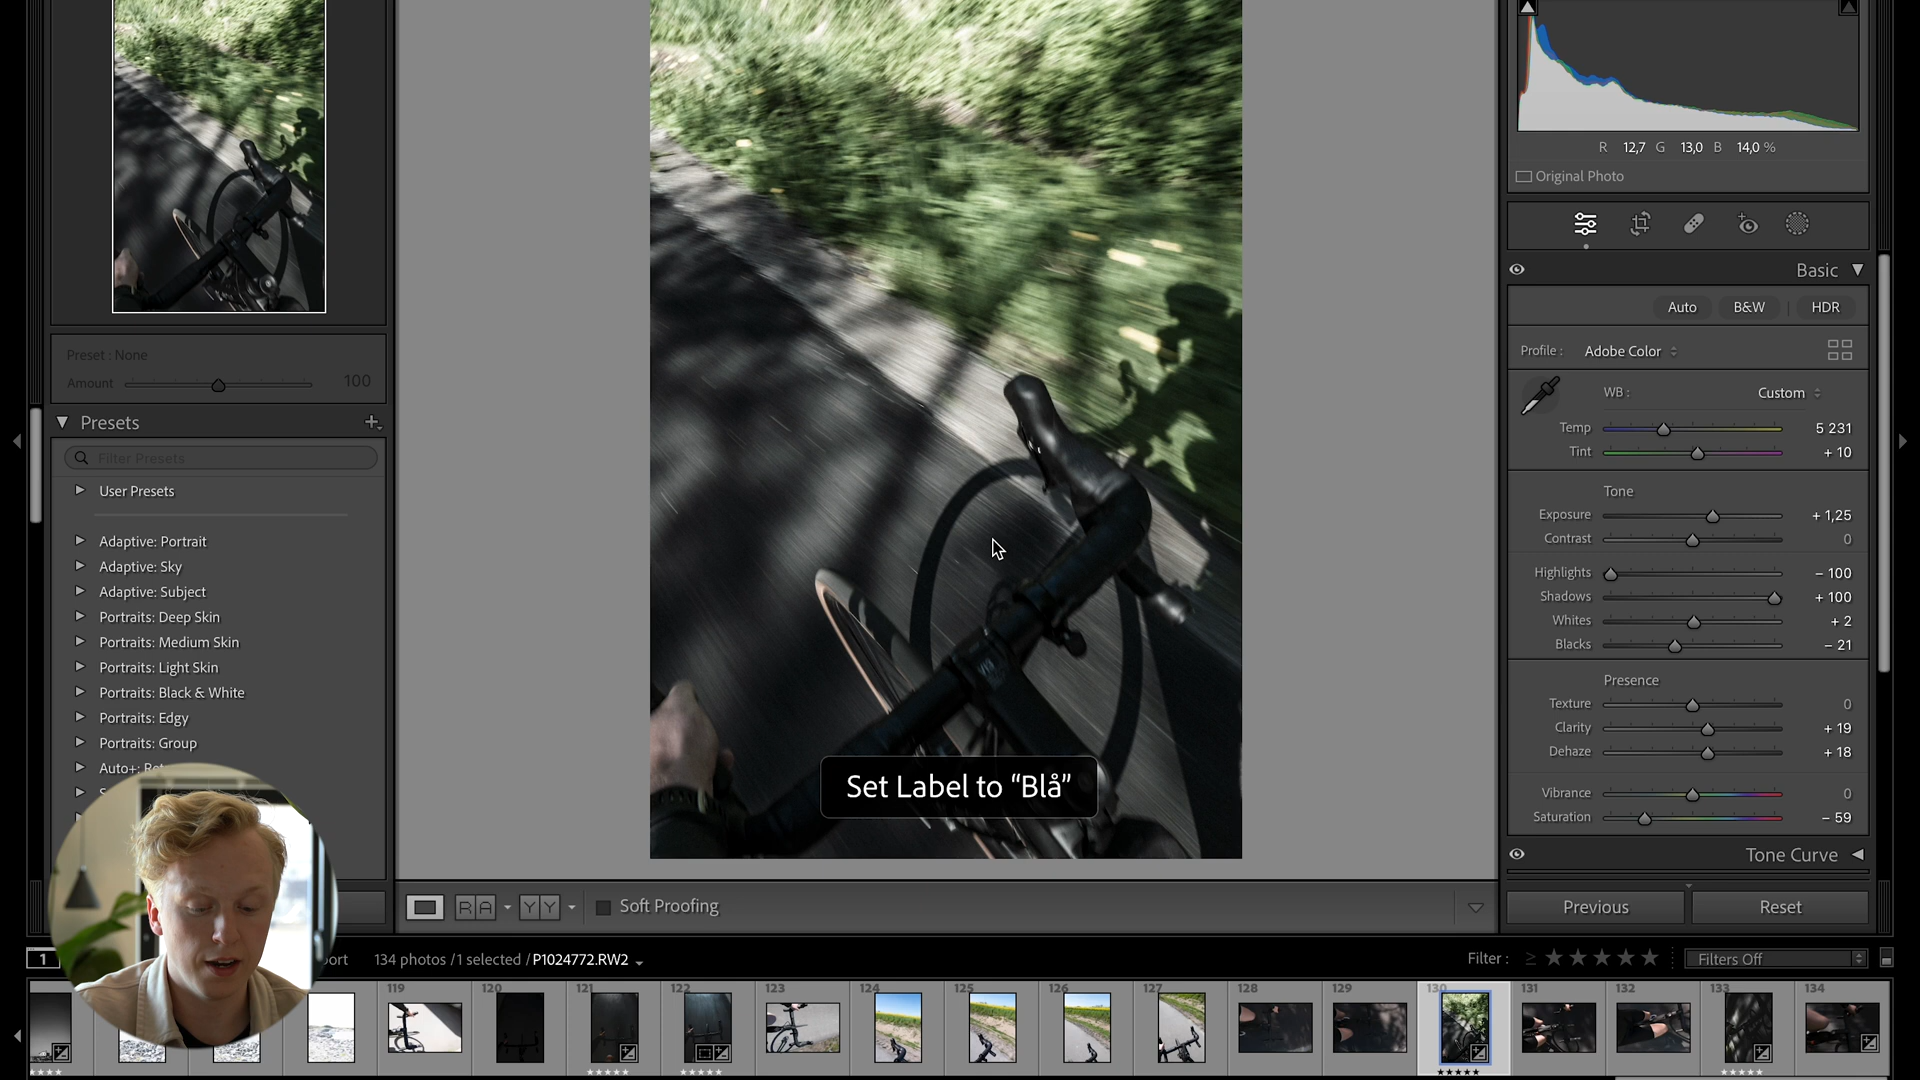 R 12,7 G 13,0 B 14,0 %
Original Photo
Basic
Auto B&W HDR
Profile : Adobe Color
WB : Custom
Temp 5 231
Tint + 10
Tone
Exposure + 1,25
Contrast 0
Highlights − 100
Shadows + 100
Whites + 2
Blacks − 21
Presence
Texture 0
Clarity + 19
Dehaze + 18
Vibrance 0
Saturation − 59
Tone Curve
Previous Reset
Preset : None
Amount 100
Presets
Filter Presets
User Presets
Adaptive: Portrait
Adaptive: Sky
Adaptive: Subject
Portraits: Deep Skin
Portraits: Medium Skin
Portraits: Light Skin
Portraits: Black & White
Portraits: Edgy
Portraits: Group
Auto+:
Set Label to “Blå”
R A Y Y Soft Proofing
1 134 photos /1 selected / P1024772.RW2
Filter : ≥ ★ ★ ★ ★ ★ Filters Off
119 120 121 122 123 124 125 126 127 128 129 130 131 132 133 134